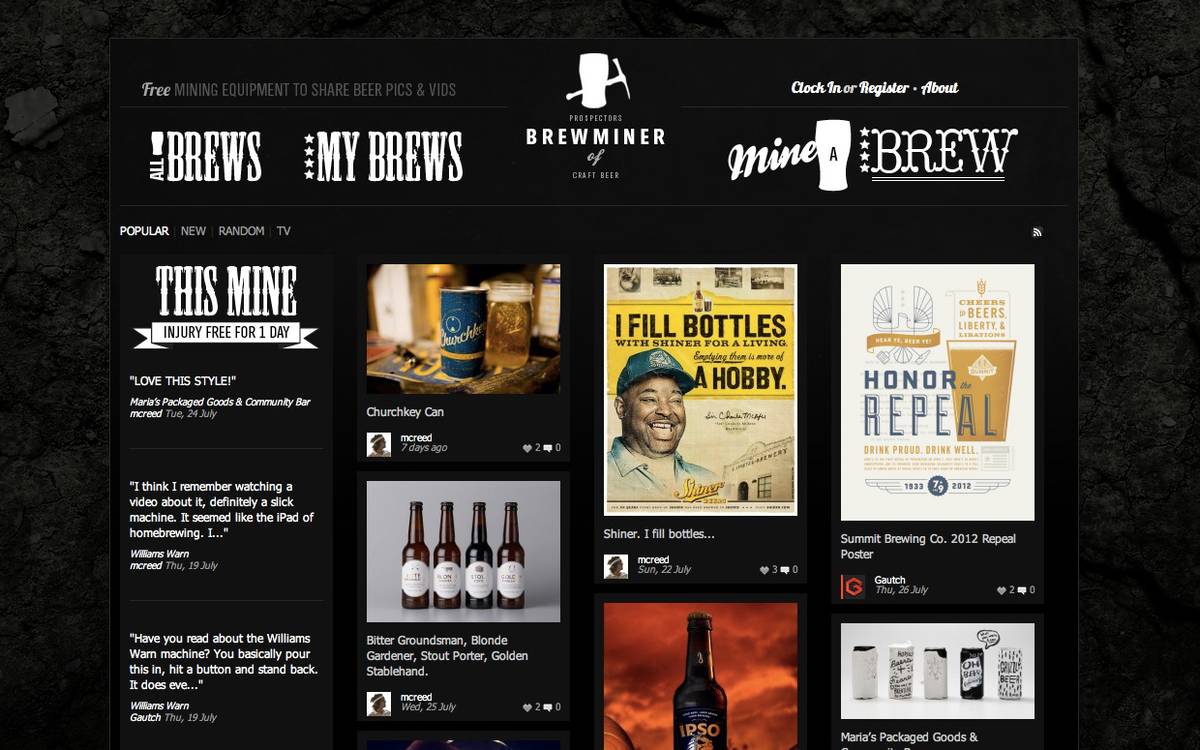 Free MINING EQUIPMENT TO SHARE BEER PICS & VIDS
Clock In or Register • About
PROSPECTORS
BREWMINER
of
CRAFT BEER
ALL BREWS
MY BREWS
Mine A BREW
POPULAR | NEW | RANDOM | TV
THIS MINE
INJURY FREE FOR 1 DAY
"LOVE THIS STYLE!"
Maria's Packaged Goods & Community Bar
mcreed Tue, 24 July
"I think I remember watching a
video about it, definitely a slick
machine. It seemed like the iPad of
homebrewing. I..."
Williams Warn
mcreed Thu, 19 July
"Have you read about the Williams
Warn machine? You basically pour
this in, hit a button and stand back.
It does eve..."
Williams Warn
Gautch Thu, 19 July
Churchkey
Churchkey Can
mcreed
7 days ago
2 0
Bitter Groundsman, Blonde
Gardener, Stout Porter, Golden
Stablehand.
mcreed
Wed, 25 July
2 0
I FILL BOTTLES
WITH SHINER FOR A LIVING.
Emptying them is more of
A HOBBY.
Shiner
BEERS
Shiner. I fill bottles...
mcreed
Sun, 22 July
3 0
IPSO
CHEERS
to BEERS,
LIBERTY, &
LIBATIONS
HEAR YE, BEER YE!
SUMMIT
HONOR the
REPEAL
DRINK PROUD. DRINK WELL.
1933 79 2012
Summit Brewing Co. 2012 Repeal
Poster
Gautch
Thu, 26 July
2 0
OH
BOY
GRIZZLY
BEER
Maria's Packaged Goods &